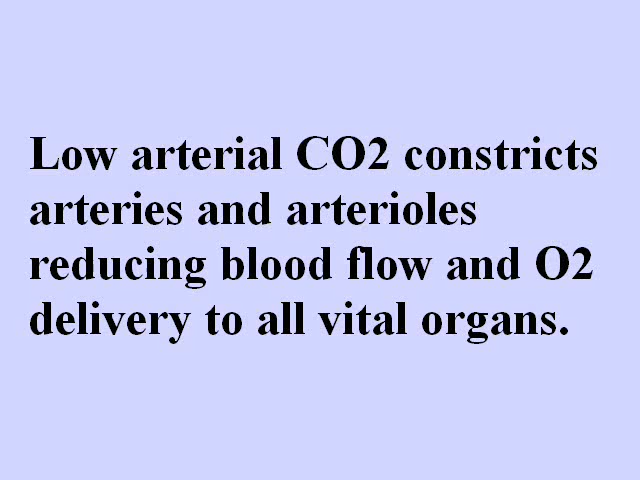 Low arterial CO2 constricts
arteries and arterioles
reducing blood flow and O2
delivery to all vital organs.